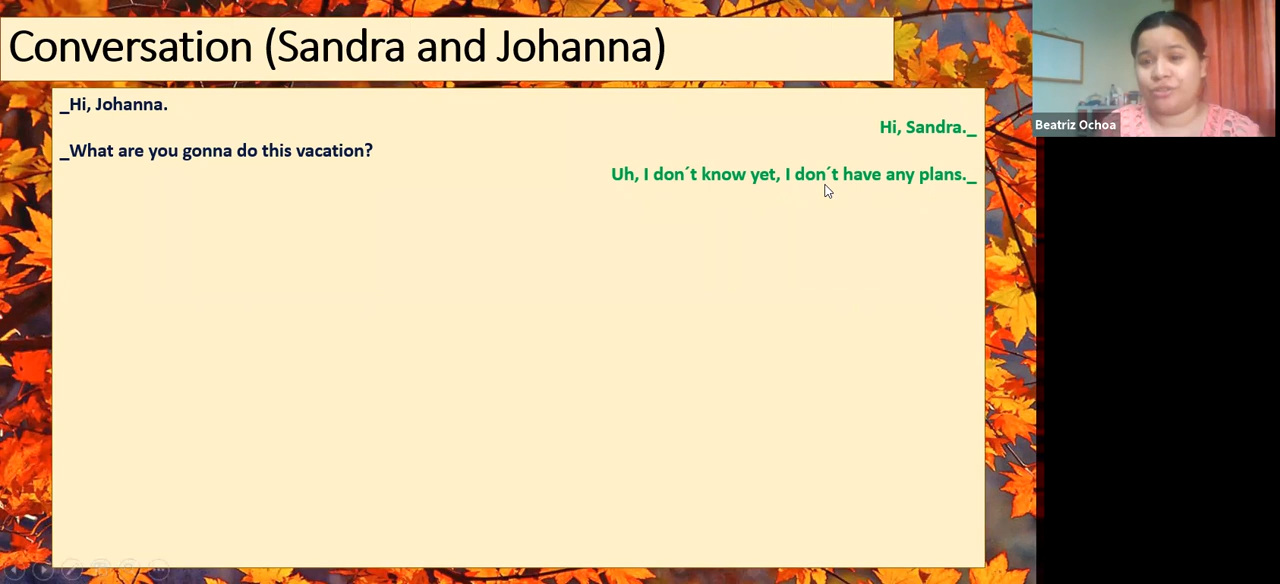 Conversation (Sandra and Johanna)
_Hi, Johanna.
Hi, Sandra._
_What are you gonna do this vacation?
Uh, I don´t know yet, I don´t have any plans._
Beatriz Ochoa